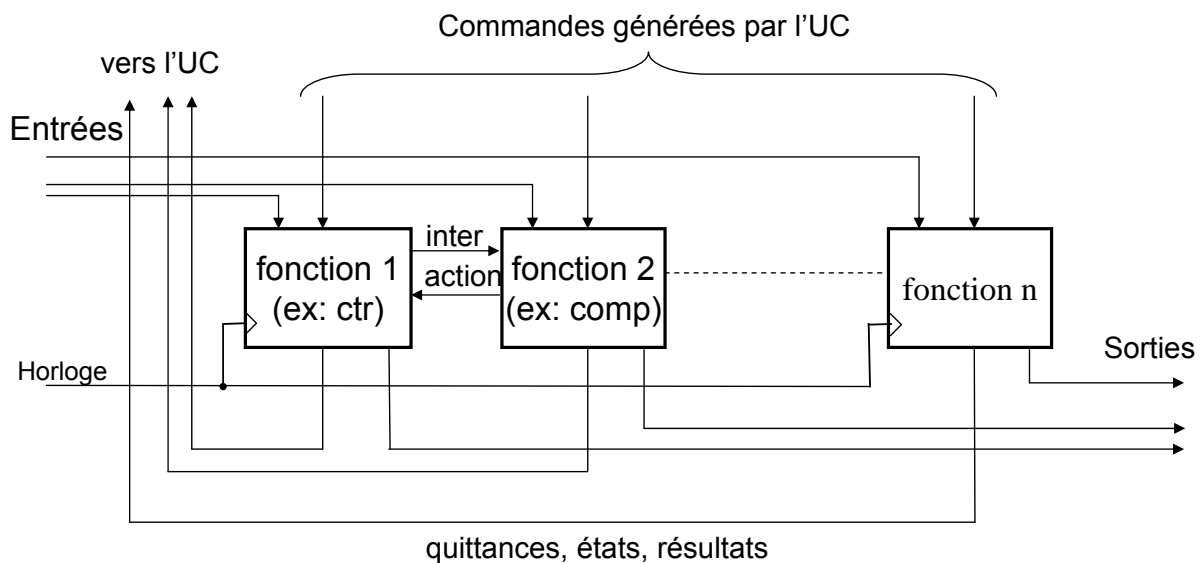 Commandes générées par l'UC
vers l'UC
Entrées
fonction 1
(ex: ctr)
inter
action
fonction 2
(ex: comp)
fonction n
Horloge
Sorties
quittances, états, résultats